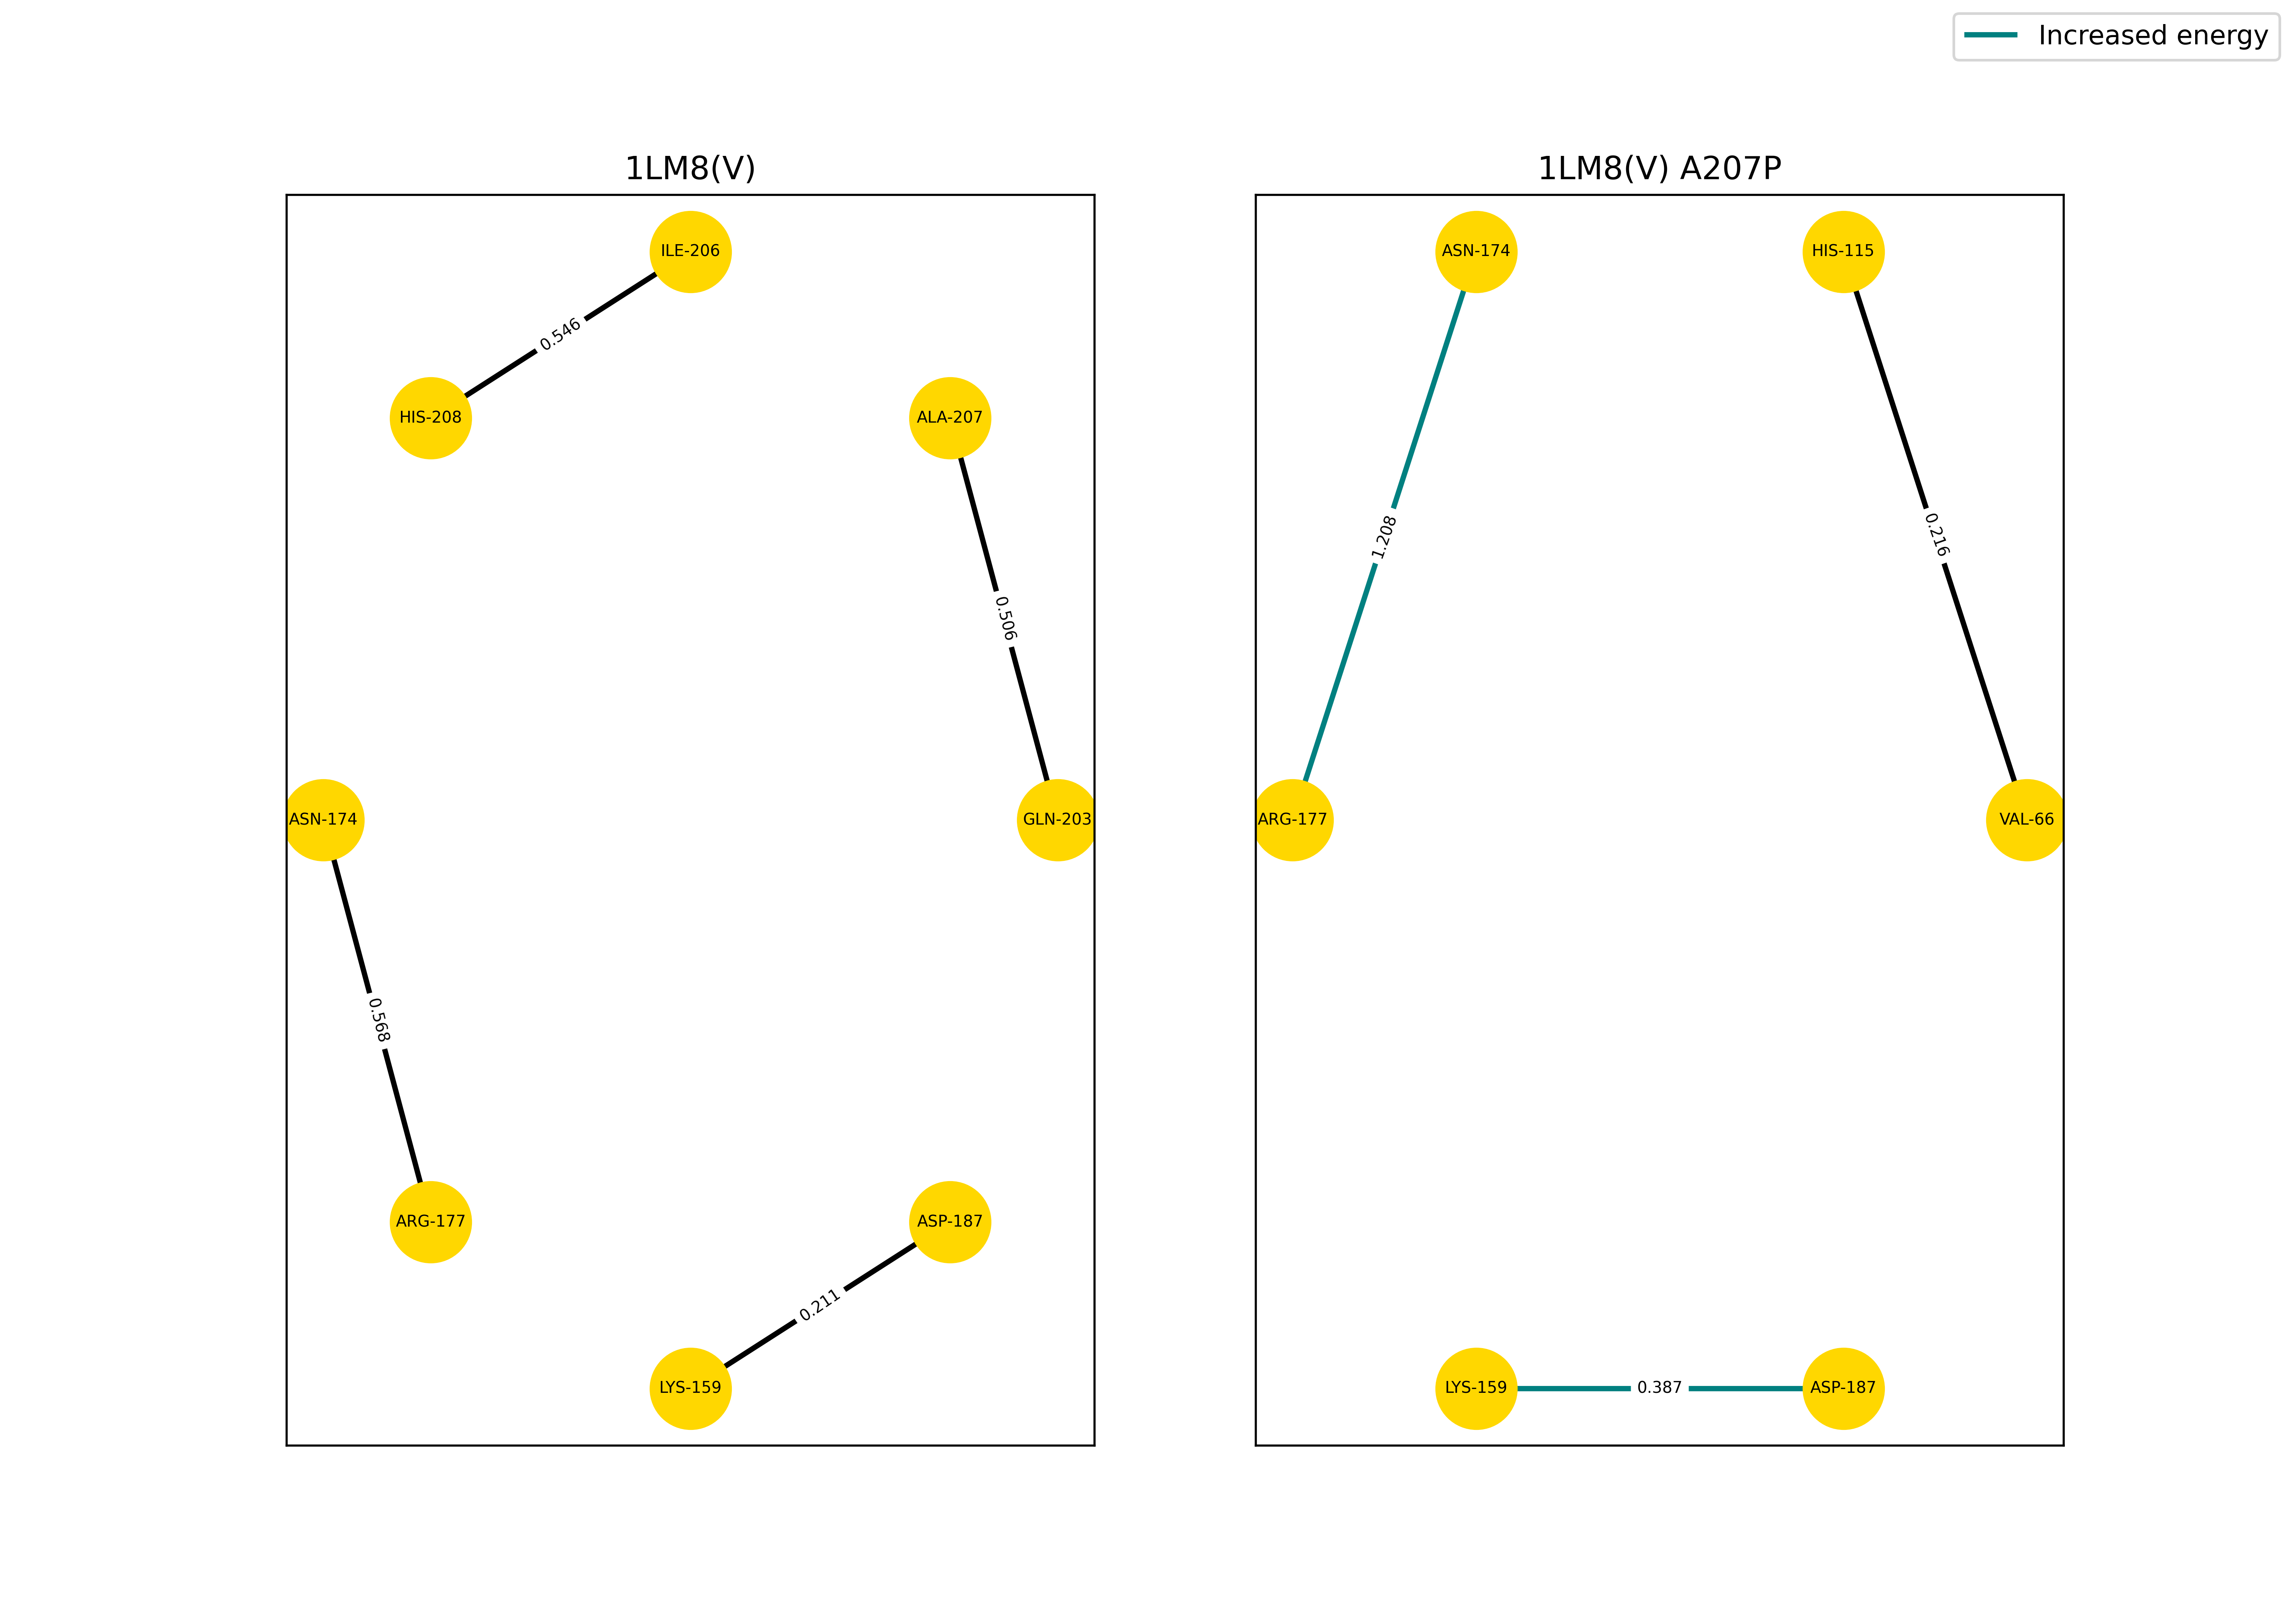 Increased energy
1LM8(V)
ILE-206
0.546
HIS-208
ALA-207
0.506
ASN-174
GLN-203
0.568
ARG-177
ASP-187
0.211
LYS-159
1LM8(V) A207P
ASN-174
HIS-115
1.208
0.216
ARG-177
VAL-66
LYS-159
0.387
ASP-187